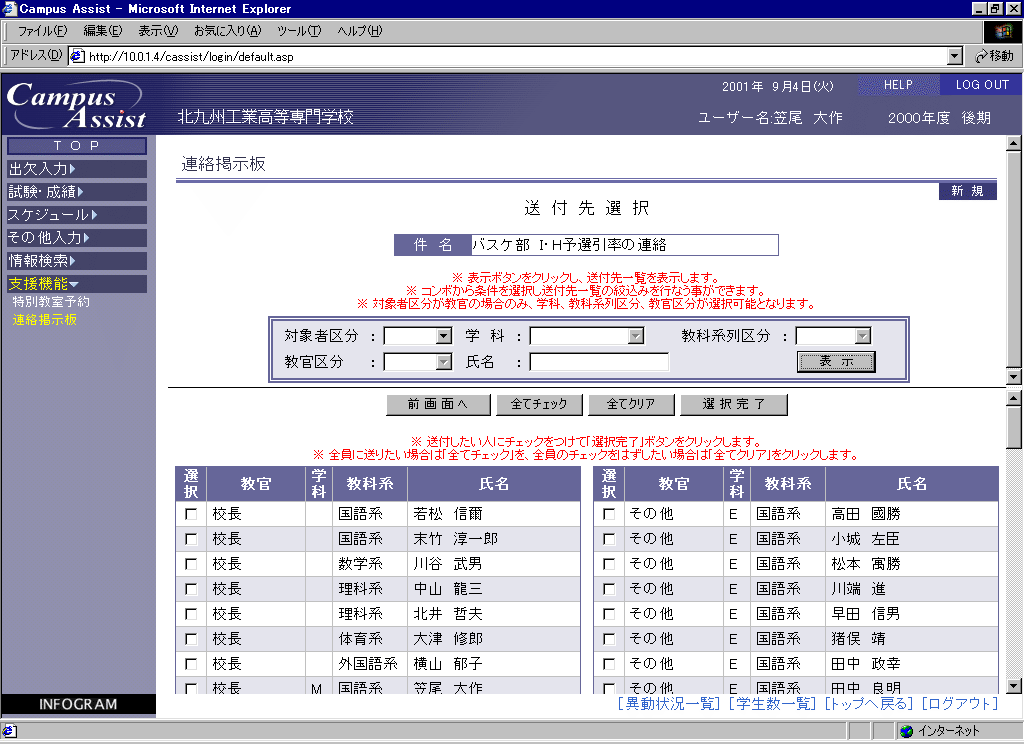 Campus Assist - Microsoft Internet Explorer
ファイル(F) 編集(E) 表示(V) お気に入り(A) ツール(T) ヘルプ(H)
アドレス(D) http://10.0.1.4/cassist/login/default.asp 移動
Campus Assist
北九州工業高等専門学校
2001年 9月4日(火) HELP LOG OUT
ユーザー名:笠尾 大作 2000年度 後期
TOP
出欠入力
試験・成績
スケジュール
その他入力
情報検索
支援機能
特別教室予約
連絡掲示板
INFOGRAM
連絡掲示板
新 規
送 付 先 選 択
件 名 バスケ部 I・H予選引率の連絡
※ 表示ボタンをクリックし、送付先一覧を表示します。
※ コンボから条件を選択し送付先一覧の絞込みを行なう事ができます。
※ 対象者区分が教官の場合のみ、学科、教科系列区分、教官区分が選択可能となります。
対象者区分 : 学 科 : 教科系列区分 :
教官区分 : 氏名 : 表 示
前画面へ 全てチェック 全てクリア 選択完了
※ 送付したい人にチェックをつけて「選択完了」ボタンをクリックします。
※ 全員に送りたい場合は「全てチェック」を、全員のチェックをはずしたい場合は「全てクリア」をクリックします。
選択 教官 学科 教科系 氏名 選択 教官 学科 教科系 氏名
校長 国語系 若松 信爾 その他 E 国語系 高田 國勝
校長 国語系 末竹 淳一郎 その他 E 国語系 小城 左臣
校長 数学系 川谷 武男 その他 E 国語系 松本 寓勝
校長 理科系 中山 龍三 その他 E 国語系 川端 進
校長 理科系 北井 哲夫 その他 E 国語系 早田 信男
校長 体育系 大津 修郎 その他 E 国語系 猪俣 靖
校長 外国語系 横山 郁子 その他 E 国語系 田中 政幸
校長 M 国語系 笠尾 大作 その他 E 国語系 田中 良明
[異動状況一覧] [学生数一覧] [トップへ戻る] [ログアウト]
インターネット